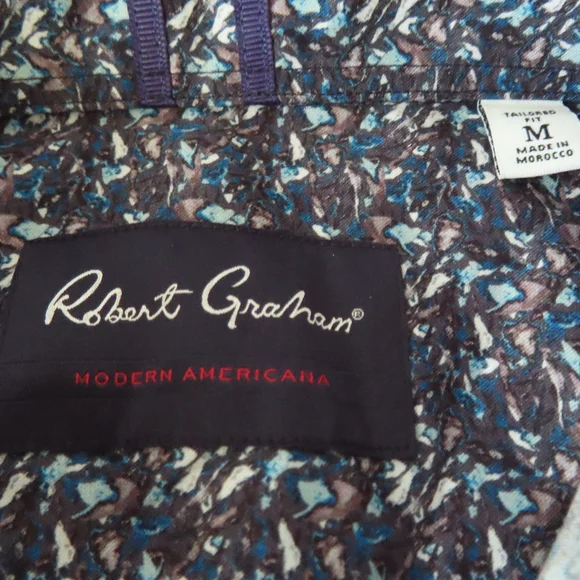 TAILORED
FIT
M
MADE IN
MOROCCO
Robert Graham®
MODERN AMERICANA